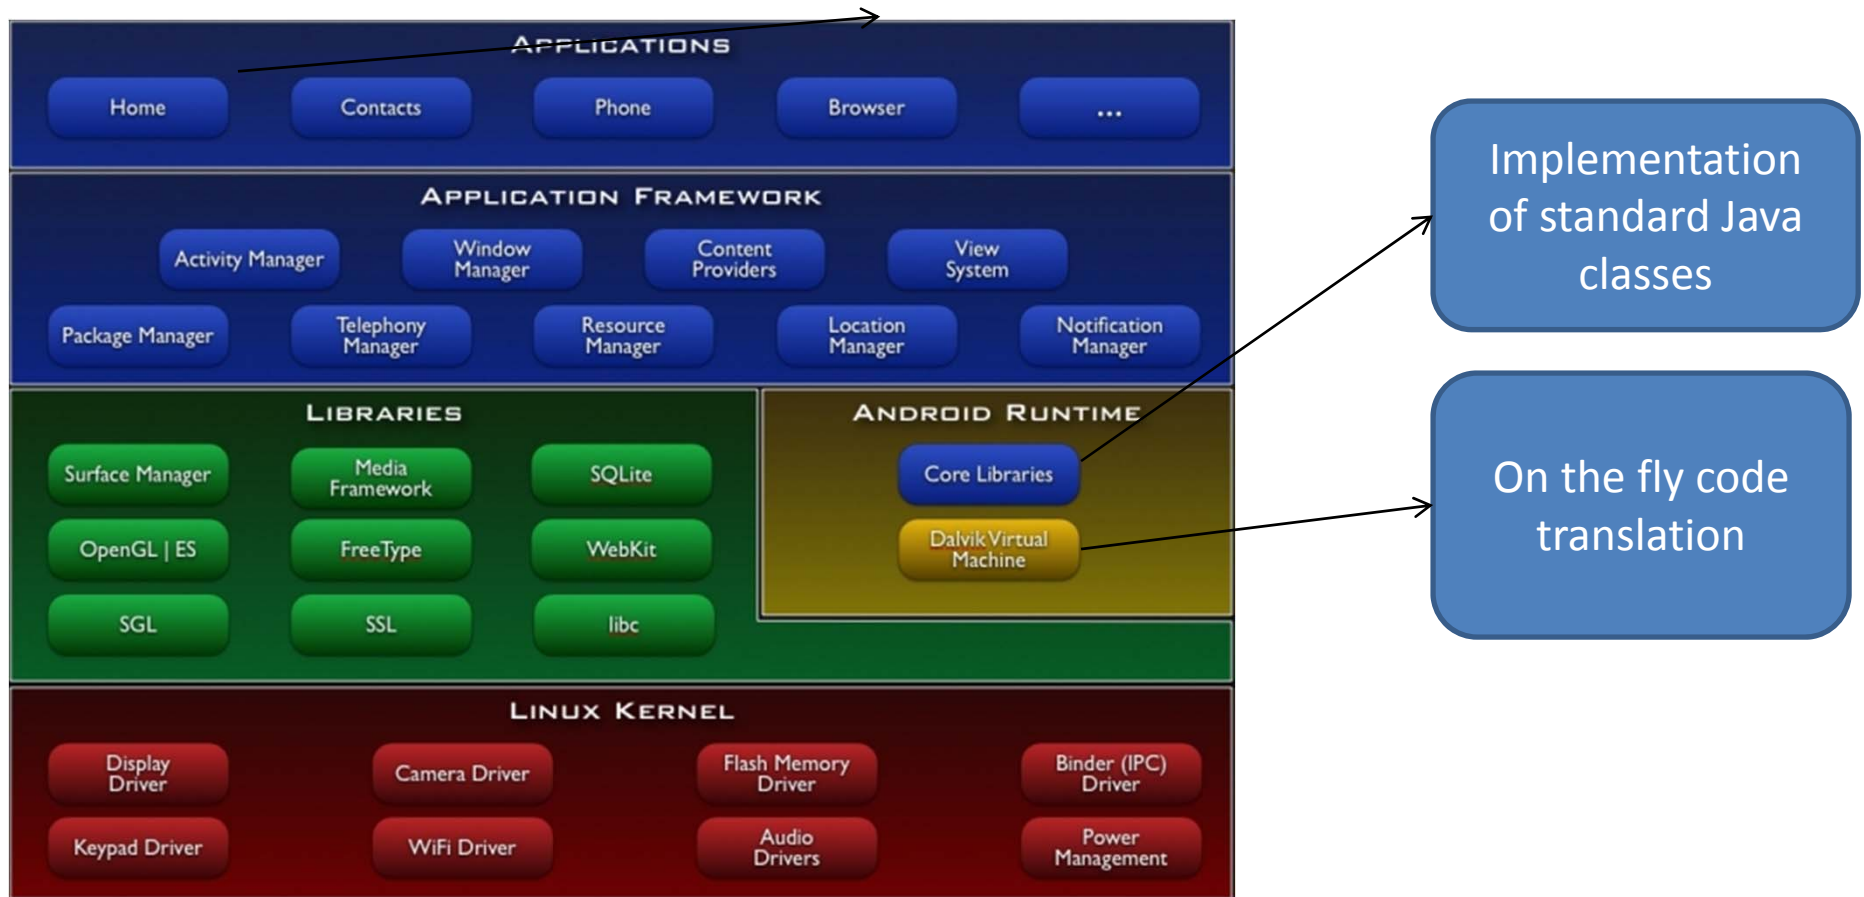 APPLICATIONS
Home
Contacts
Phone
Browser
...
APPLICATION FRAMEWORK
Activity Manager
Window
Manager
Content
Providers
View
System
Package Manager
Telephony
Manager
Resource
Manager
Location
Manager
Notification
Manager
LIBRARIES
Surface Manager
Media
Framework
SQLite
OpenGL | ES
FreeType
WebKit
SGL
SSL
libc
ANDROID RUNTIME
Core Libraries
Dalvik Virtual
Machine
LINUX KERNEL
Display
Driver
Camera Driver
Flash Memory
Driver
Binder (IPC)
Driver
Keypad Driver
WiFi Driver
Audio
Drivers
Power
Management
Implementation
of standard Java
classes
On the fly code
translation